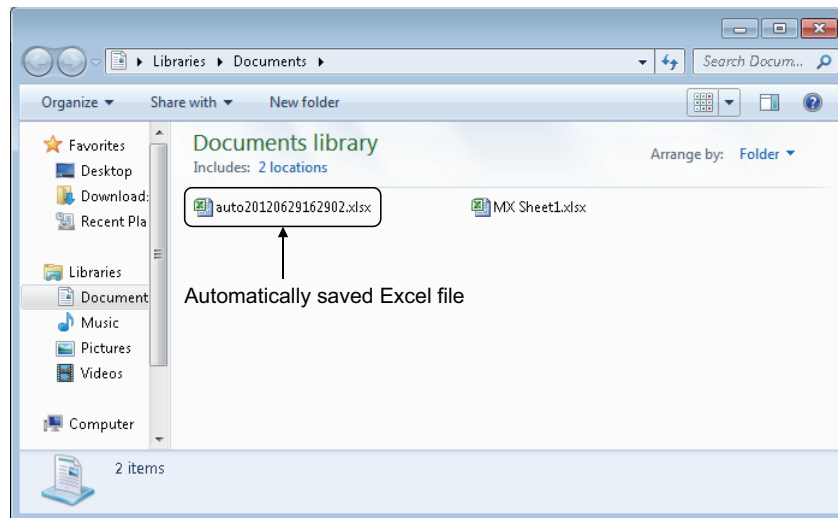 Libraries Documents
Search Docum...
Organize Share with New folder
Favorites
Desktop
Download:
Recent Pla
Libraries
Document
Music
Pictures
Videos
Computer
Documents library
Includes: 2 locations
Arrange by: Folder
auto20120629162902.xlsx MX Sheet1.xlsx
Automatically saved Excel file
2 items